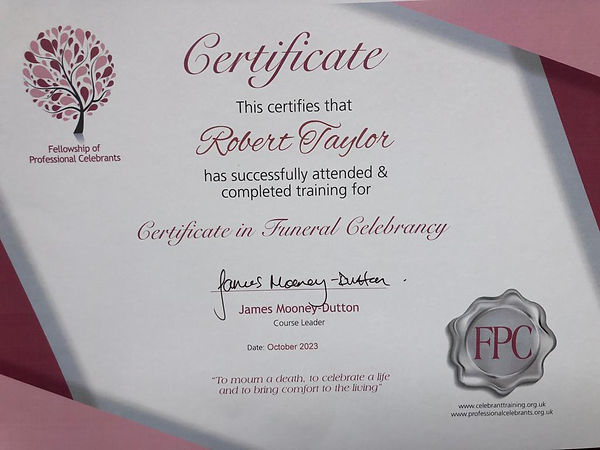 Certificate
This certifies that
Robert Taylor
has successfully attended &
completed training for
Certificate in Funeral Celebrancy
James Mooney-Dutton
James Mooney-Dutton
Course Leader
Date: October 2023
"To mourn a death, to celebrate a life
and to bring comfort to the living"
Fellowship of
Professional Celebrants
FPC
www.celebranttraining.org.uk
www.professionalcelebrants.org.uk